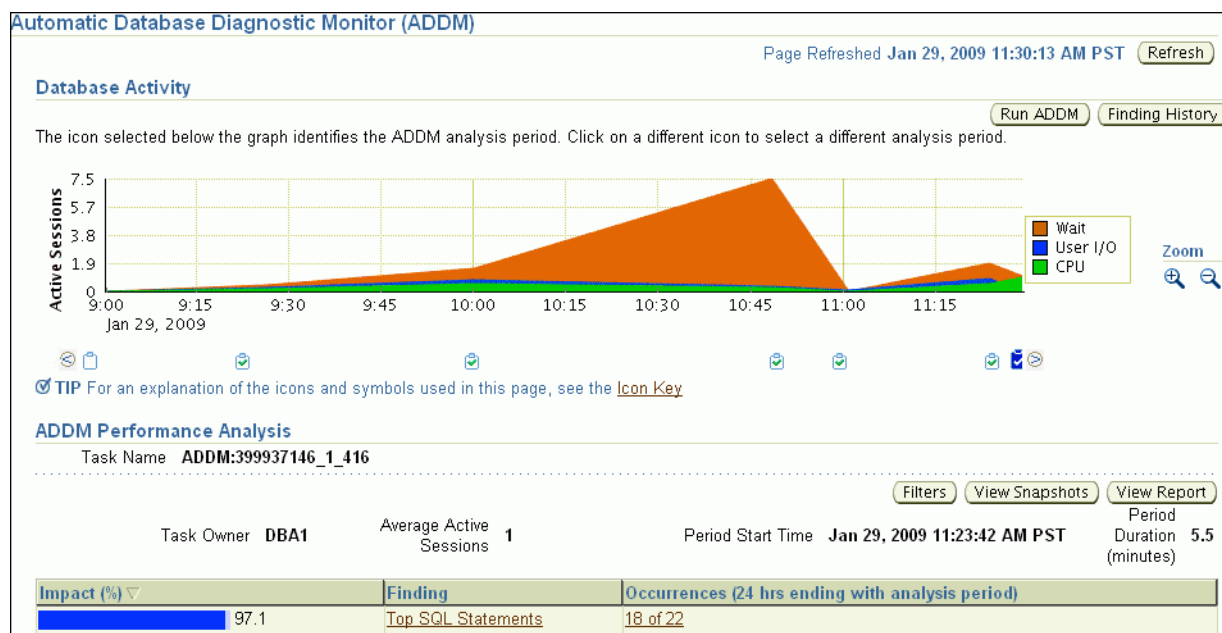 Automatic Database Diagnostic Monitor (ADDM)
Page Refreshed Jan 29, 2009 11:30:13 AM PST Refresh
Database Activity
Run ADDM Finding History
The icon selected below the graph identifies the ADDM analysis period. Click on a different icon to select a different analysis period.
Active Sessions
7.5
5.7
3.8
1.9
0
9:00 9:15 9:30 9:45 10:00 10:15 10:30 10:45 11:00 11:15
Jan 29, 2009
Wait
User I/O
CPU
Zoom
TIP For an explanation of the icons and symbols used in this page, see the Icon Key
ADDM Performance Analysis
Task Name ADDM:399937146_1_416
Filters View Snapshots View Report
Task Owner DBA1
Average Active Sessions 1
Period Start Time Jan 29, 2009 11:23:42 AM PST
Period Duration (minutes) 5.5
Impact (%) Finding Occurrences (24 hrs ending with analysis period)
97.1 Top SQL Statements 18 of 22